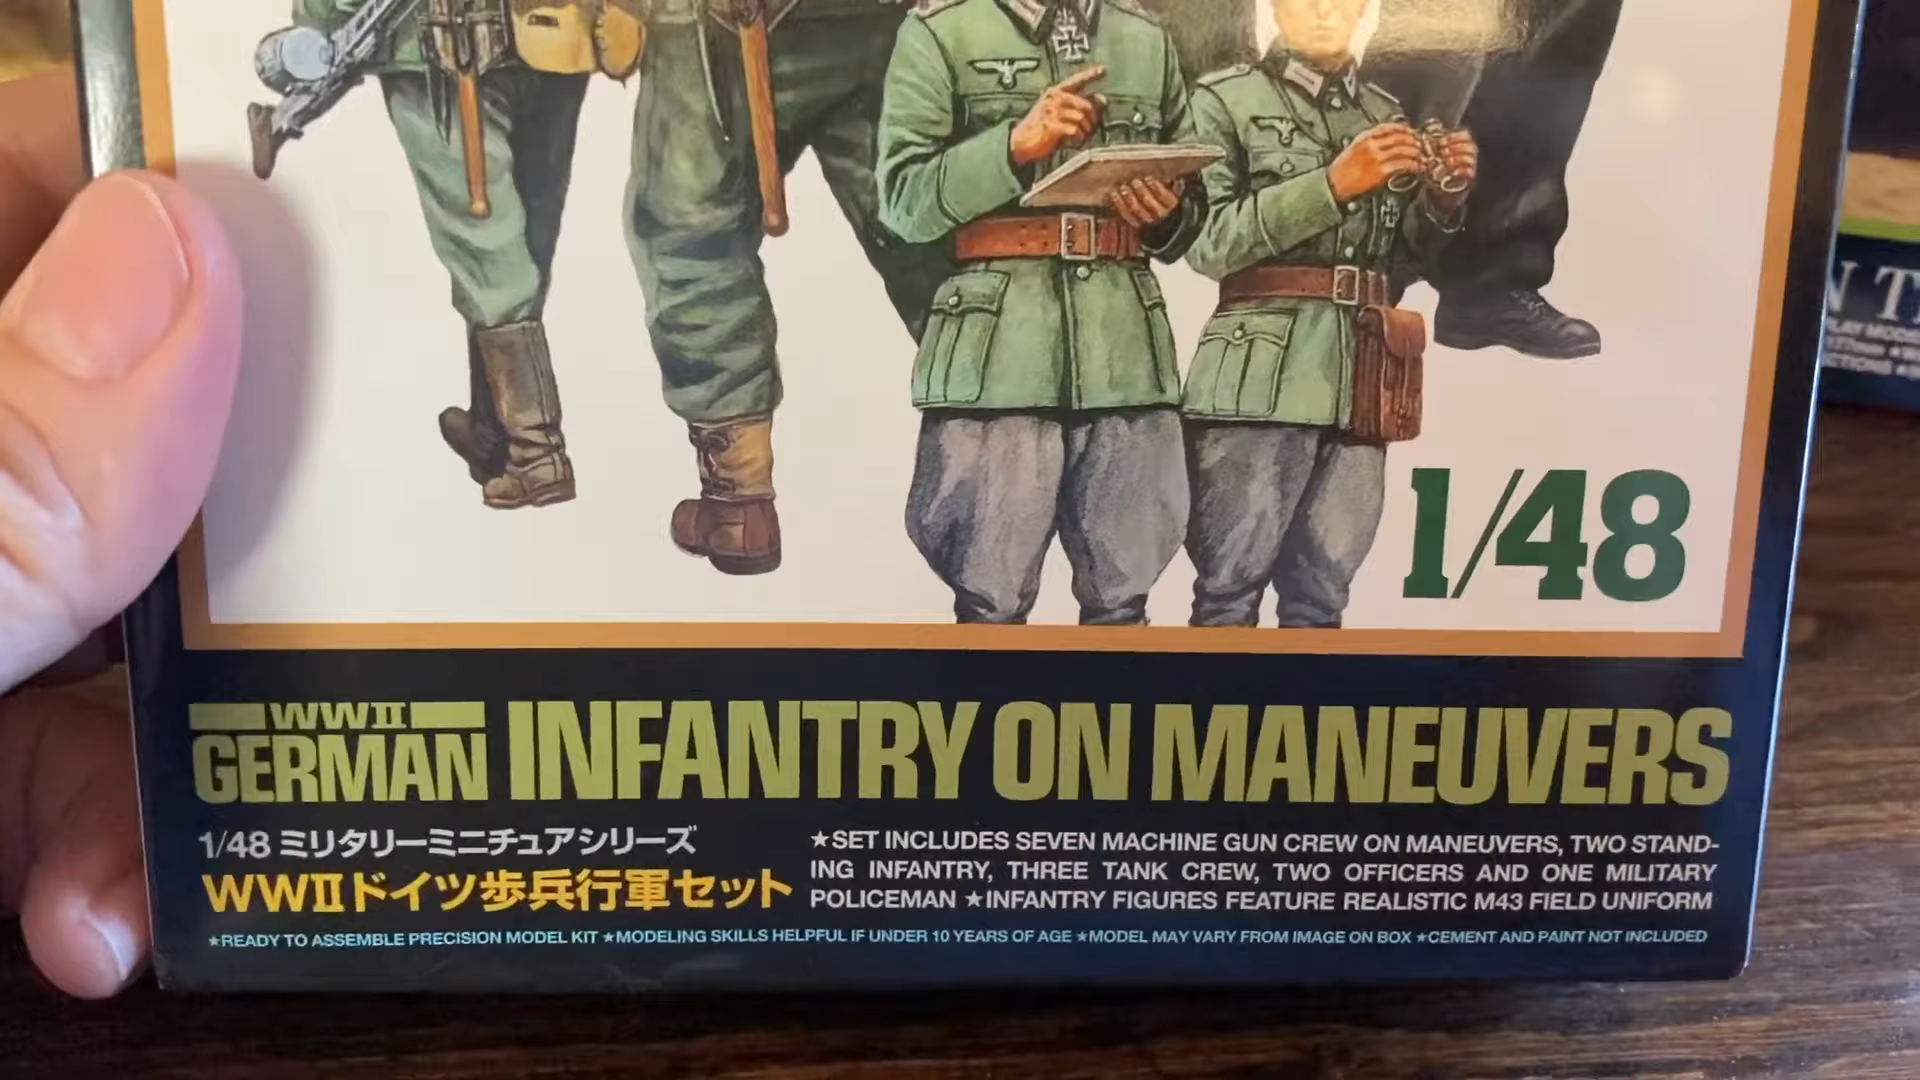 1/48
WWII
GERMAN INFANTRY ON MANEUVERS
1/48 ミリタリーミニチュアシリーズ
WWIIドイツ歩兵行軍セット
★SET INCLUDES SEVEN MACHINE GUN CREW ON MANEUVERS, TWO STAND-
ING INFANTRY, THREE TANK CREW, TWO OFFICERS AND ONE MILITARY
POLICEMAN ★INFANTRY FIGURES FEATURE REALISTIC M43 FIELD UNIFORM
★READY TO ASSEMBLE PRECISION MODEL KIT ★MODELING SKILLS HELPFUL IF UNDER 10 YEARS OF AGE ★MODEL MAY VARY FROM IMAGE ON BOX ★CEMENT AND PAINT NOT INCLUDED